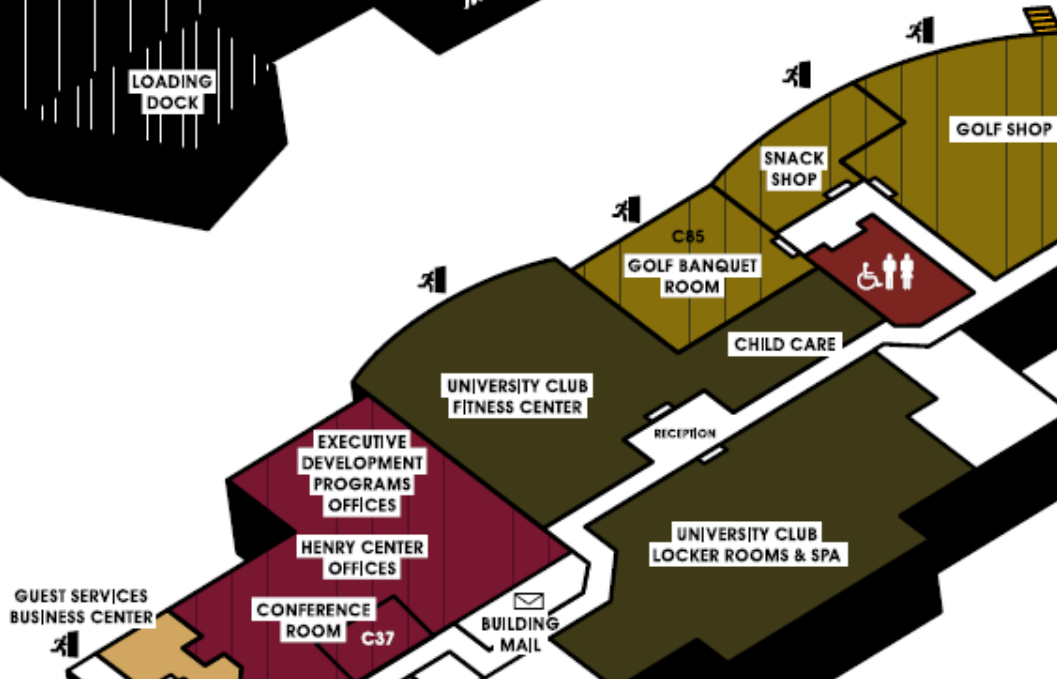 LOADING
DOCK
GOLF SHOP
SNACK
SHOP
C85
GOLF BANQUET
ROOM
CHILD CARE
UNIVERSITY CLUB
FITNESS CENTER
RECEPTION
EXECUTIVE
DEVELOPMENT
PROGRAMS
OFFICES
HENRY CENTER
OFFICES
UNIVERSITY CLUB
LOCKER ROOMS & SPA
GUEST SERVICES
BUSINESS CENTER
CONFERENCE
ROOM
C37
BUILDING
MAIL